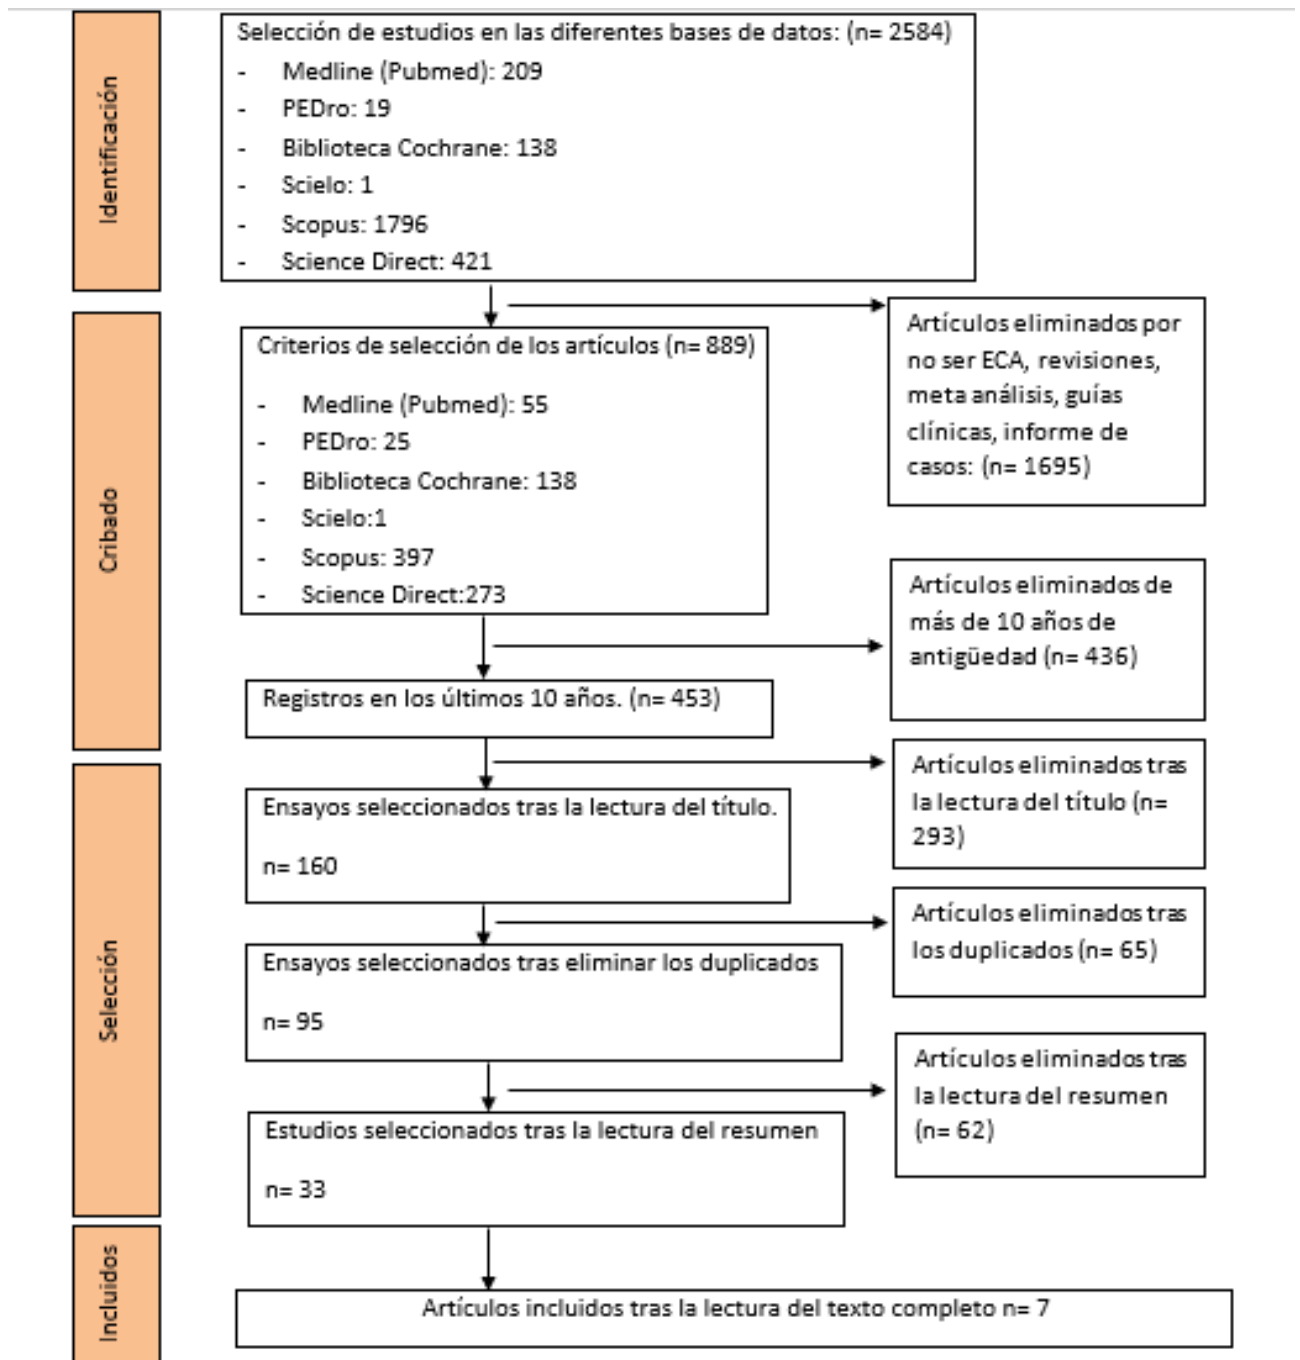 Identificación
Selección de estudios en las diferentes bases de datos: (n= 2584)
- Medline (Pubmed): 209
- PEDro: 19
- Biblioteca Cochrane: 138
- Scielo: 1
- Scopus: 1796
- Science Direct: 421
Artículos eliminados por
no ser ECA, revisiones,
meta análisis, guías
clínicas, informe de
casos: (n= 1695)
Cribado
Criterios de selección de los artículos (n= 889)
- Medline (Pubmed): 55
- PEDro: 25
- Biblioteca Cochrane: 138
- Scielo:1
- Scopus: 397
- Science Direct:273
Artículos eliminados de
más de 10 años de
antigüedad (n= 436)
Registros en los últimos 10 años. (n= 453)
Artículos eliminados tras
la lectura del título (n=
293)
Selección
Ensayos seleccionados tras la lectura del título.
n= 160
Artículos eliminados tras
los duplicados (n= 65)
Ensayos seleccionados tras eliminar los duplicados
n= 95
Artículos eliminados tras
la lectura del resumen
(n= 62)
Estudios seleccionados tras la lectura del resumen
n= 33
Incluidos
Artículos incluidos tras la lectura del texto completo n= 7